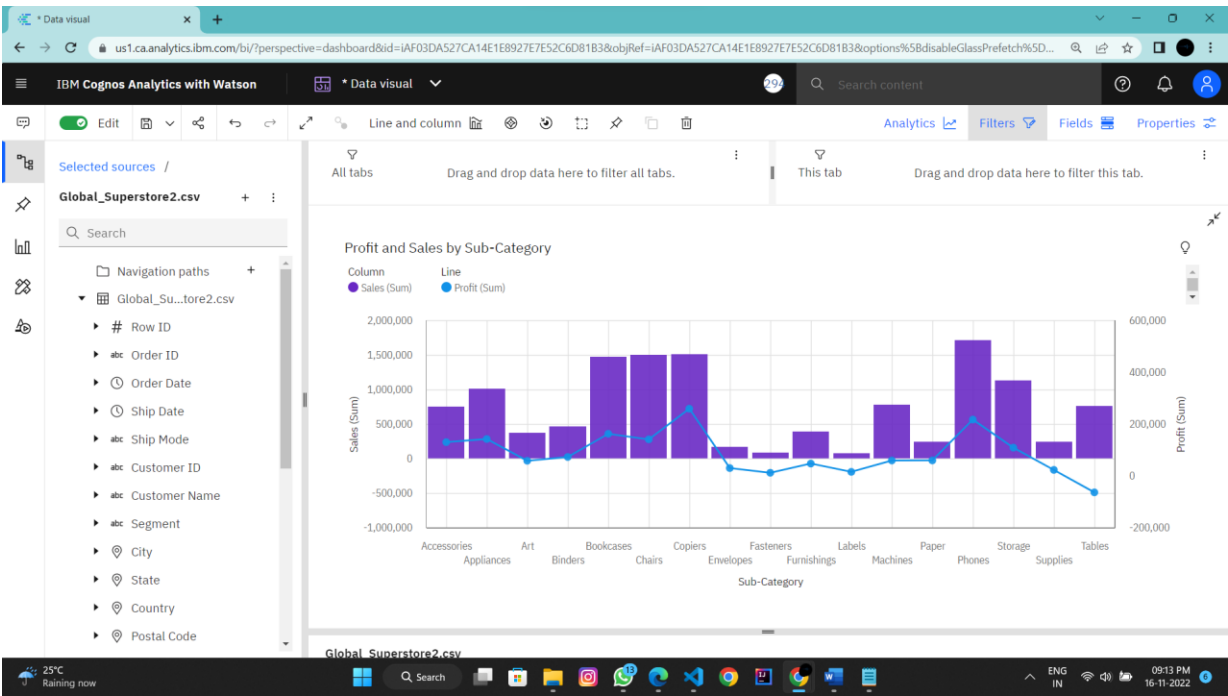 * Data visual
us1.ca.analytics.ibm.com/bi/?perspective=dashboard&id=iAF03DA527CA14E1E8927E7E52C6D81B3&objRef=iAF03DA527CA14E1E8927E7E52C6D81B3&options%5BdisableGlassPrefetch%5D...
IBM Cognos Analytics with Watson
* Data visual
294
Search content
Edit
Line and column
Analytics
Filters
Fields
Properties
Selected sources /
Global_Superstore2.csv
Search
Navigation paths
Global_Su...tore2.csv
# Row ID
abc Order ID
Order Date
Ship Date
abc Ship Mode
abc Customer ID
abc Customer Name
abc Segment
City
State
Country
Postal Code
All tabs
Drag and drop data here to filter all tabs.
This tab
Drag and drop data here to filter this tab.
Profit and Sales by Sub-Category
Column Line
Sales (Sum) Profit (Sum)
2,000,000
1,500,000
1,000,000
500,000
0
-500,000
-1,000,000
Sales (Sum)
600,000
400,000
200,000
0
-200,000
Profit (Sum)
Accessories Art Bookcases Copiers Fasteners Labels Paper Storage Tables
Appliances Binders Chairs Envelopes Furnishings Machines Phones Supplies
Sub-Category
Global_Superstore2.csv
25°C
Raining now
Search
13
ENG
IN
09:13 PM
16-11-2022
6